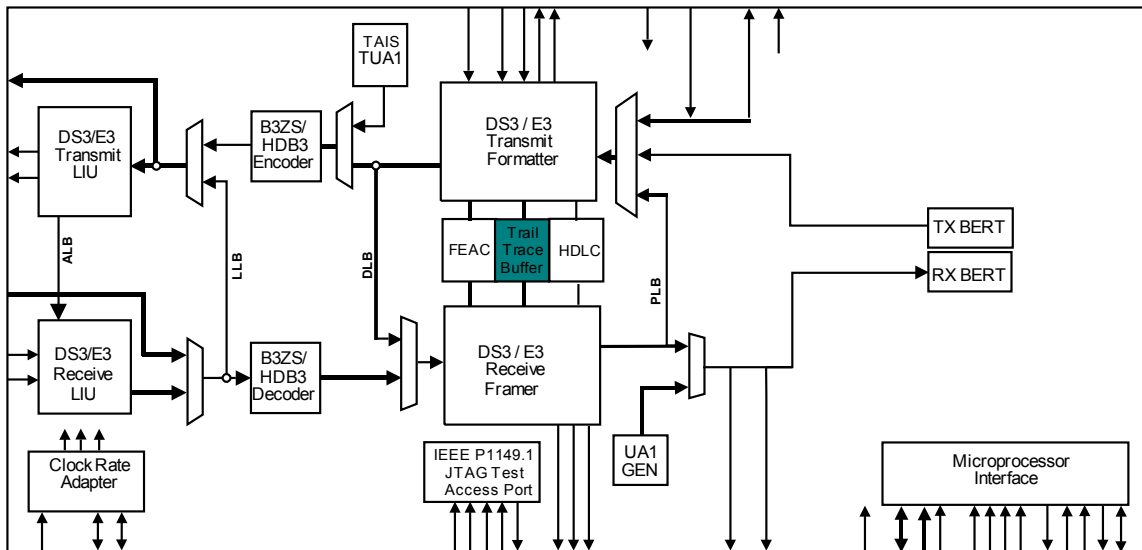 TAIS
TUA1
DS3/E3
Transmit
LIU
B3ZS/
HDB3
Encoder
DS3 / E3
Transmit
Formatter
FEAC
Trail
Trace
Buffer
HDLC
TX BERT
RX BERT
ALB
LLB
DLB
PLB
DS3/E3
Receive
LIU
B3ZS/
HDB3
Decoder
DS3 / E3
Receive
Framer
UA1
GEN
Clock Rate
Adapter
IEEE P1149.1
JTAG Test
Access Port
Microprocessor
Interface